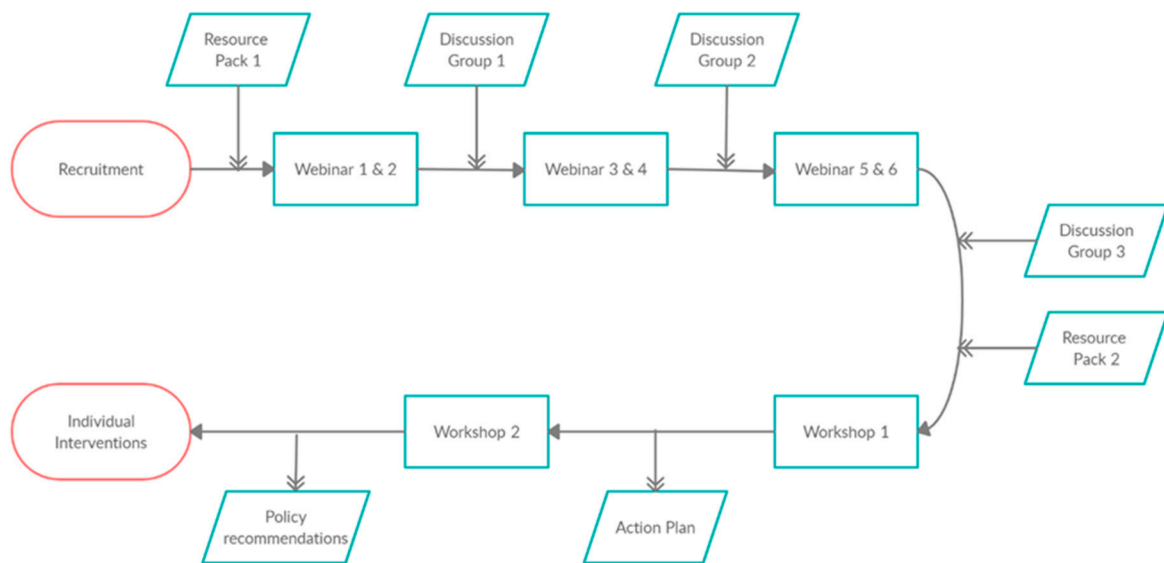 Resource
Pack 1
Discussion
Group 1
Discussion
Group 2
Recruitment
Webinar 1 & 2
Webinar 3 & 4
Webinar 5 & 6
Discussion
Group 3
Resource
Pack 2
Individual
Interventions
Workshop 2
Workshop 1
Policy
recommendations
Action Plan